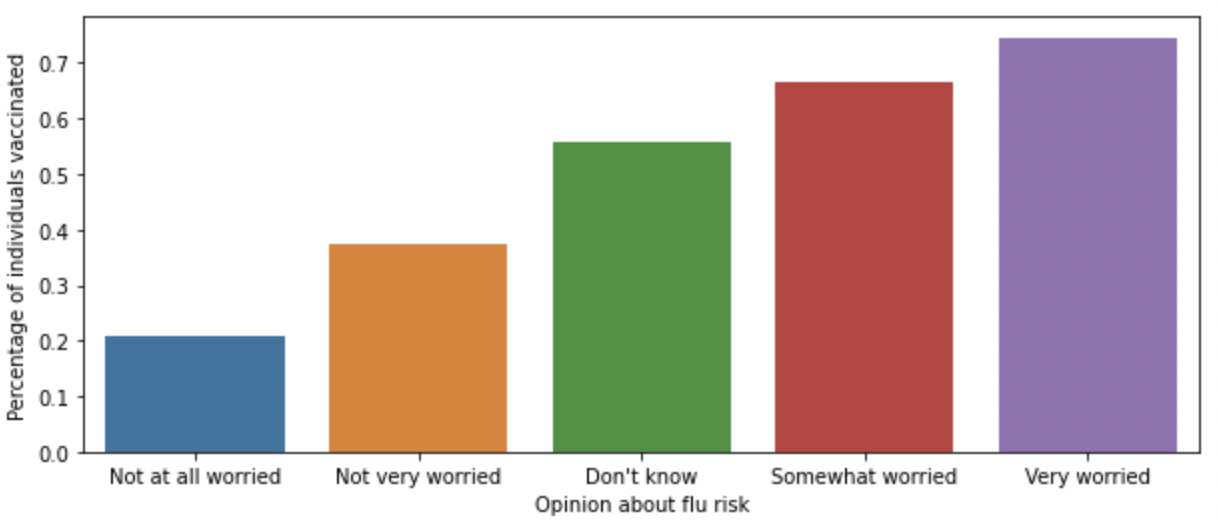 Percentage of individuals vaccinated
0.7
0.6
0.5
0.4
0.3
0.2
0.1
0.0
Not at all worried Not very worried Don't know Somewhat worried Very worried
Opinion about flu risk